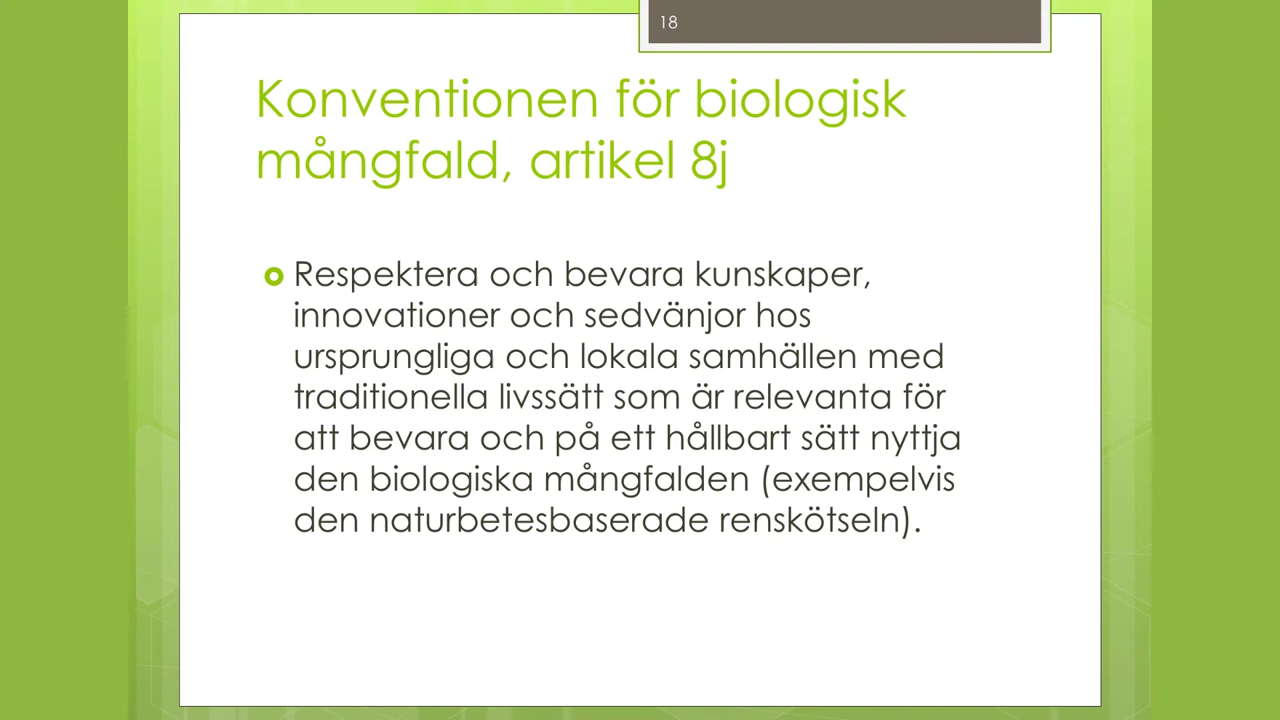 18
Konventionen för biologisk
mångfald, artikel 8j
Respektera och bevara kunskaper,
innovationer och sedvänjor hos
ursprungliga och lokala samhällen med
traditionella livssätt som är relevanta för
att bevara och på ett hållbart sätt nyttja
den biologiska mångfalden (exempelvis
den naturbetesbaserade renskötseln).